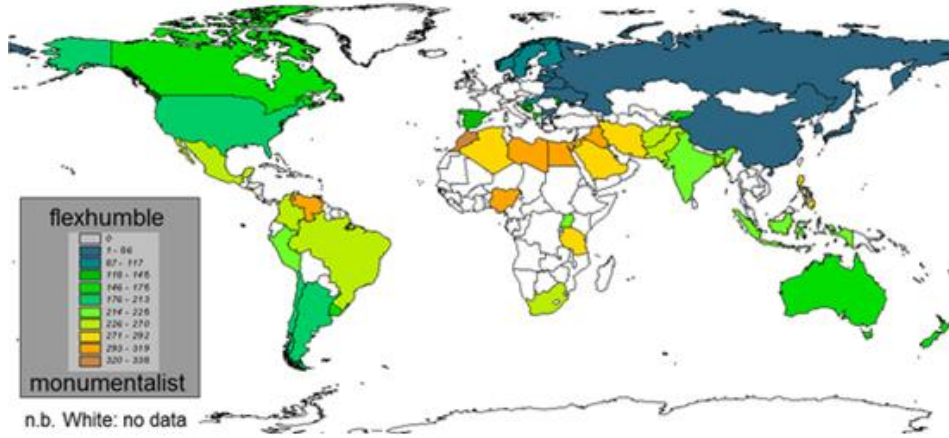 flexhumble
0
1 - 86
87 - 117
118 - 145
146 - 175
176 - 213
214 - 225
226 - 270
271 - 292
293 - 319
320 - 338
monumentalist
n.b. White: no data